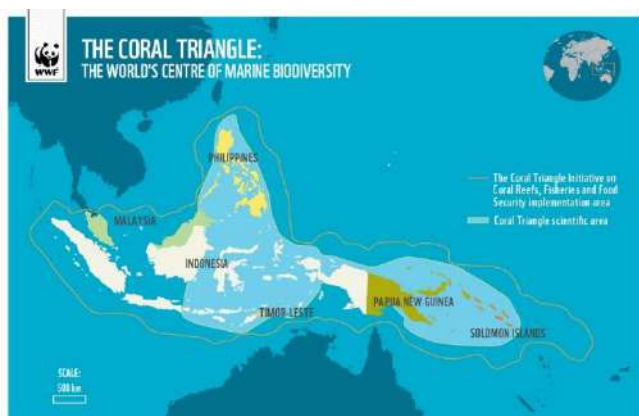 WWF
THE CORAL TRIANGLE:
THE WORLD'S CENTRE OF MARINE BIODIVERSITY
PHILIPPINES
The Coral Triangle Initiative on
Coral Reefs, Fisheries and Food
Security implementation area
Coral Triangle scientific area
MALAYSIA
INDONESIA
PAPUA NEW GUINEA
TIMOR-LESTE
SOLOMON ISLANDS
SCALE:
500 km